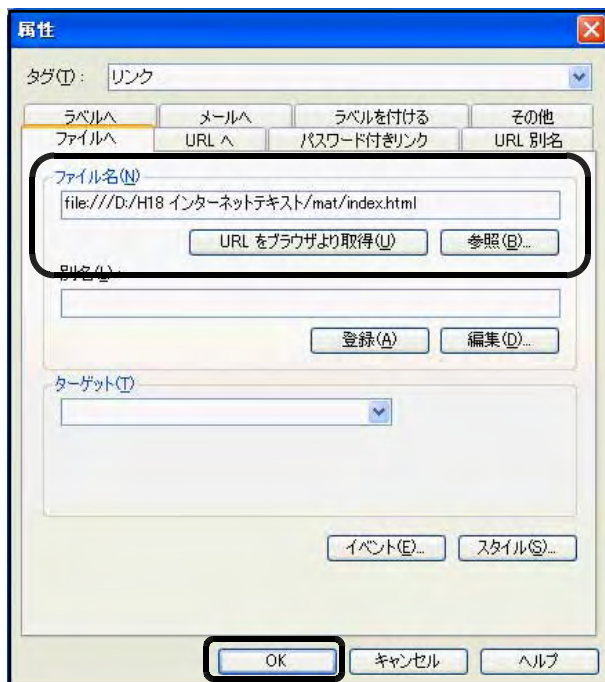 属性
タグ(T): リンク
ラベルへ メールへ ラベルを付ける その他
ファイルへ URL へ パスワード付きリンク URL 別名
ファイル名(N)
file:///D:/H18 インターネットテキスト/mat/index.html
URL をブラウザより取得(U) 参照(B)...
別名(L):
登録(A) 編集(D)...
ターゲット(T)
イベント(E)... スタイル(S)...
OK キャンセル ヘルプ